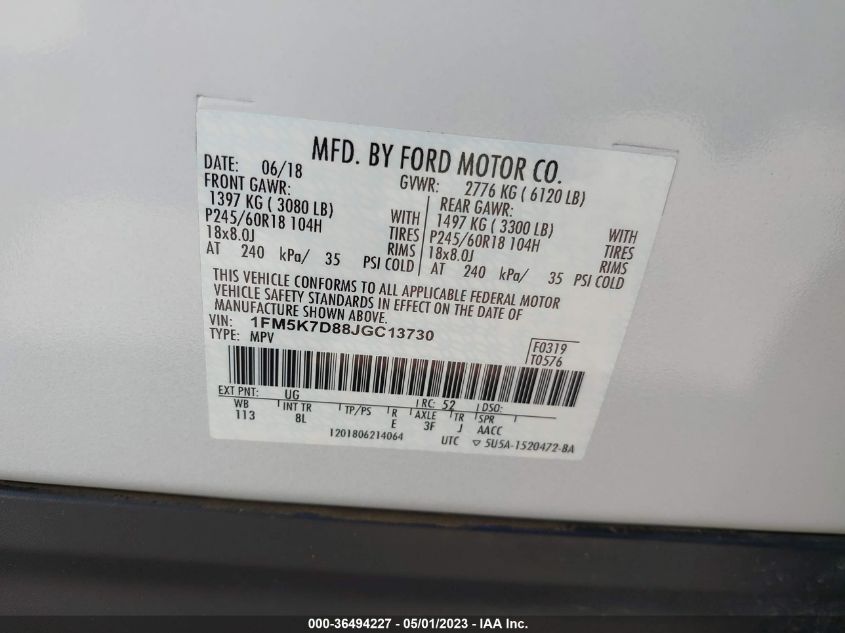 MFD. BY FORD MOTOR CO.
DATE: 06/18
GVWR: 2776 KG ( 6120 LB)
FRONT GAWR:
1397 KG ( 3080 LB) WITH
P245/60R18 104H TIRES
18x8.0J RIMS
AT 240 kPa/ 35 PSI COLD
REAR GAWR:
1497 KG ( 3300 LB) WITH
P245/60R18 104H TIRES
18x8.0J RIMS
AT 240 kPa/ 35 PSI COLD
THIS VEHICLE CONFORMS TO ALL APPLICABLE FEDERAL MOTOR
VEHICLE SAFETY STANDARDS IN EFFECT ON THE DATE OF
MANUFACTURE SHOWN ABOVE.
VIN: 1FM5K7D88JGC13730
TYPE: MPV
F0319
T0576
EXT PNT: UG RC: 52 DSO:
WB INT TR TP/PS R AXLE TR SPR
113 8L E 3F J AACC
1201806214064
UTC ▽ 5U5A-1520472-BA
000-36494227 - 05/01/2023 - IAA Inc.